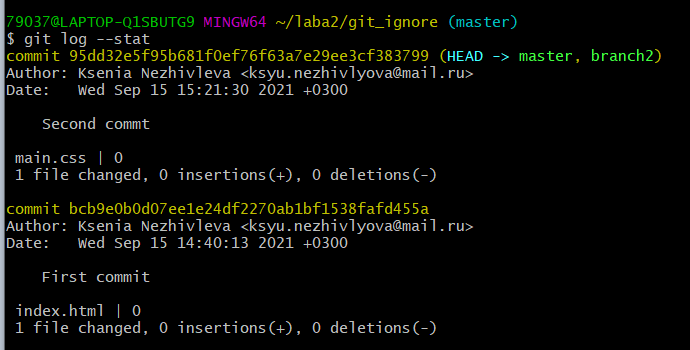 79037@LAPTOP-Q1SBUTG9 MINGW64 ~/laba2/git_ignore (master)
$ git log --stat
commit 95dd32e5f95b681f0ef76f63a7e29ee3cf383799 (HEAD -> master, branch2)
Author: Ksenia Nezhivleva <ksyu.nezhivlyova@mail.ru>
Date:   Wed Sep 15 15:21:30 2021 +0300
Second commt
main.css | 0
1 file changed, 0 insertions(+), 0 deletions(-)
commit bcb9e0b0d07ee1e24df2270ab1bf1538fafd455a
Author: Ksenia Nezhivleva <ksyu.nezhivlyova@mail.ru>
Date:   Wed Sep 15 14:40:13 2021 +0300
First commit
index.html | 0
1 file changed, 0 insertions(+), 0 deletions(-)